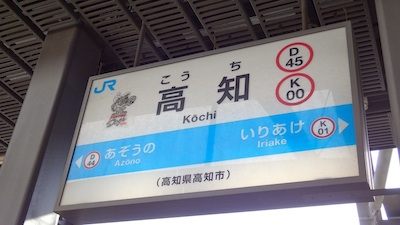 JR
D
45
K
00
こうち
高知
Kōchi
D
44
あぞうの
Azōno
いりあけ
Iriake
K
01
(高知県高知市)